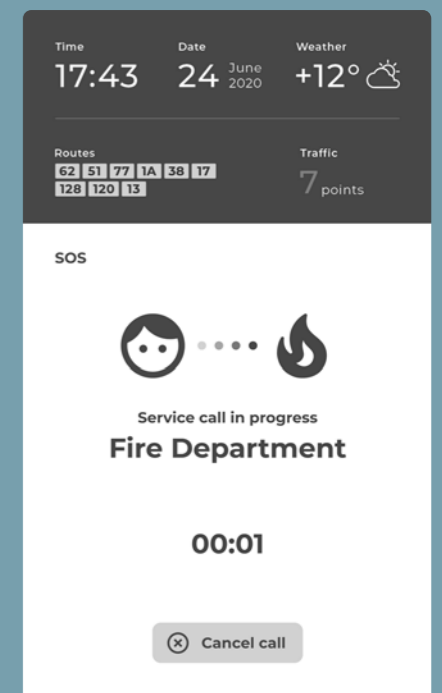 Time Date Weather
17:43 24 June 2020 +12°
Routes Traffic
62 51 77 1A 38 17
128 120 13
7 points
SOS
Service call in progress
Fire Department
00:01
Cancel call